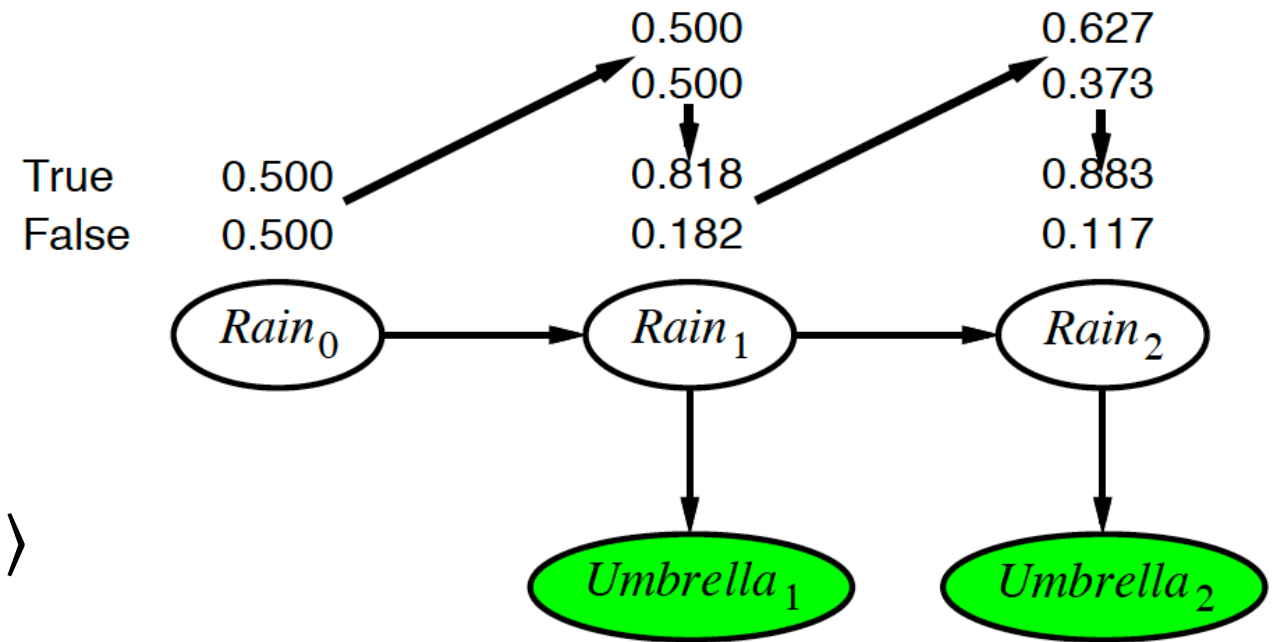 0.500 0.627
0.500 0.373
True 0.500 0.818 0.883
False 0.500 0.182 0.117
Rain0 Rain1 Rain2
⟩
Umbrella1 Umbrella2